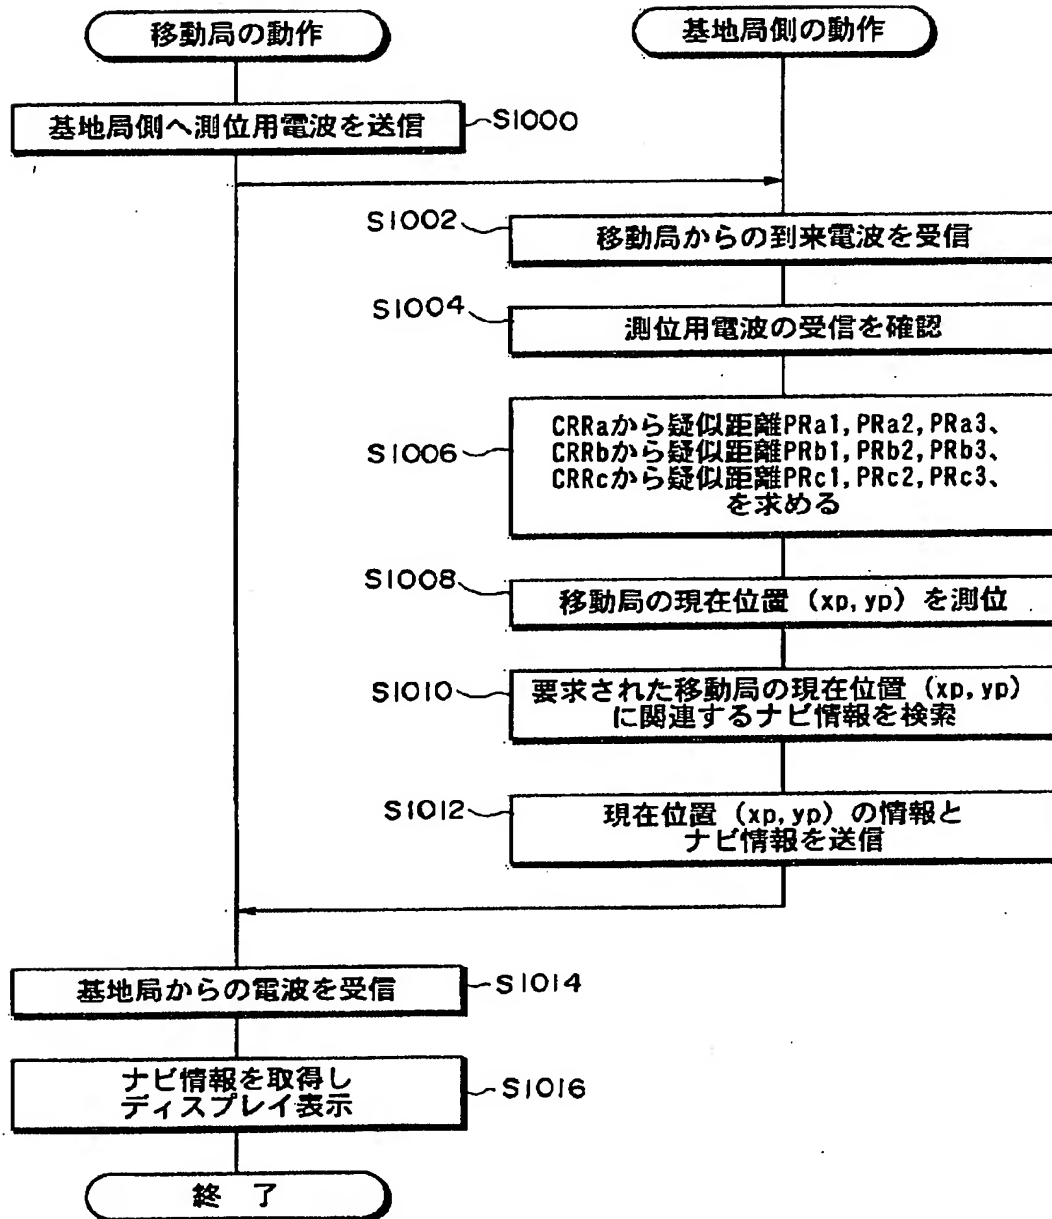 移動局の動作
基地局側の動作
基地局側へ測位用電波を送信
S1000
S1002
移動局からの到来電波を受信
S1004
測位用電波の受信を確認
S1006
CRRaから疑似距離PRa1,PRa2,PRa3、
CRRbから疑似距離PRb1,PRb2,PRb3、
CRRcから疑似距離PRc1,PRc2,PRc3、
を求める
S1008
移動局の現在位置 (xp,yp) を測位
S1010
要求された移動局の現在位置 (xp,yp)
に関連するナビ情報を検索
S1012
現在位置 (xp,yp) の情報と
ナビ情報を送信
基地局からの電波を受信
S1014
ナビ情報を取得し
ディスプレイ表示
S1016
終 了